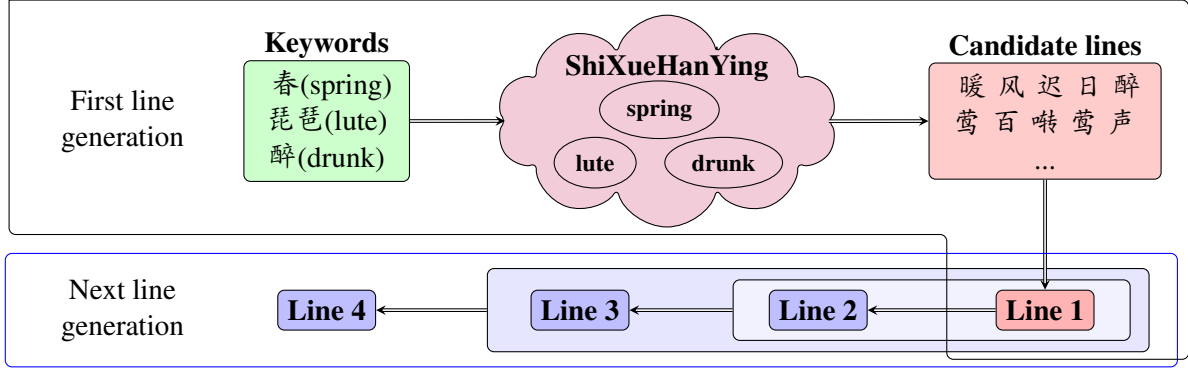 Keywords
春(spring)
琵琶(lute)
醉(drunk)
First line
generation
ShiXueHanYing
spring
lute
drunk
Candidate lines
暖 风 迟 日 醉
莺 百 啭 莺 声
...
Next line
generation
Line 4
Line 3
Line 2
Line 1